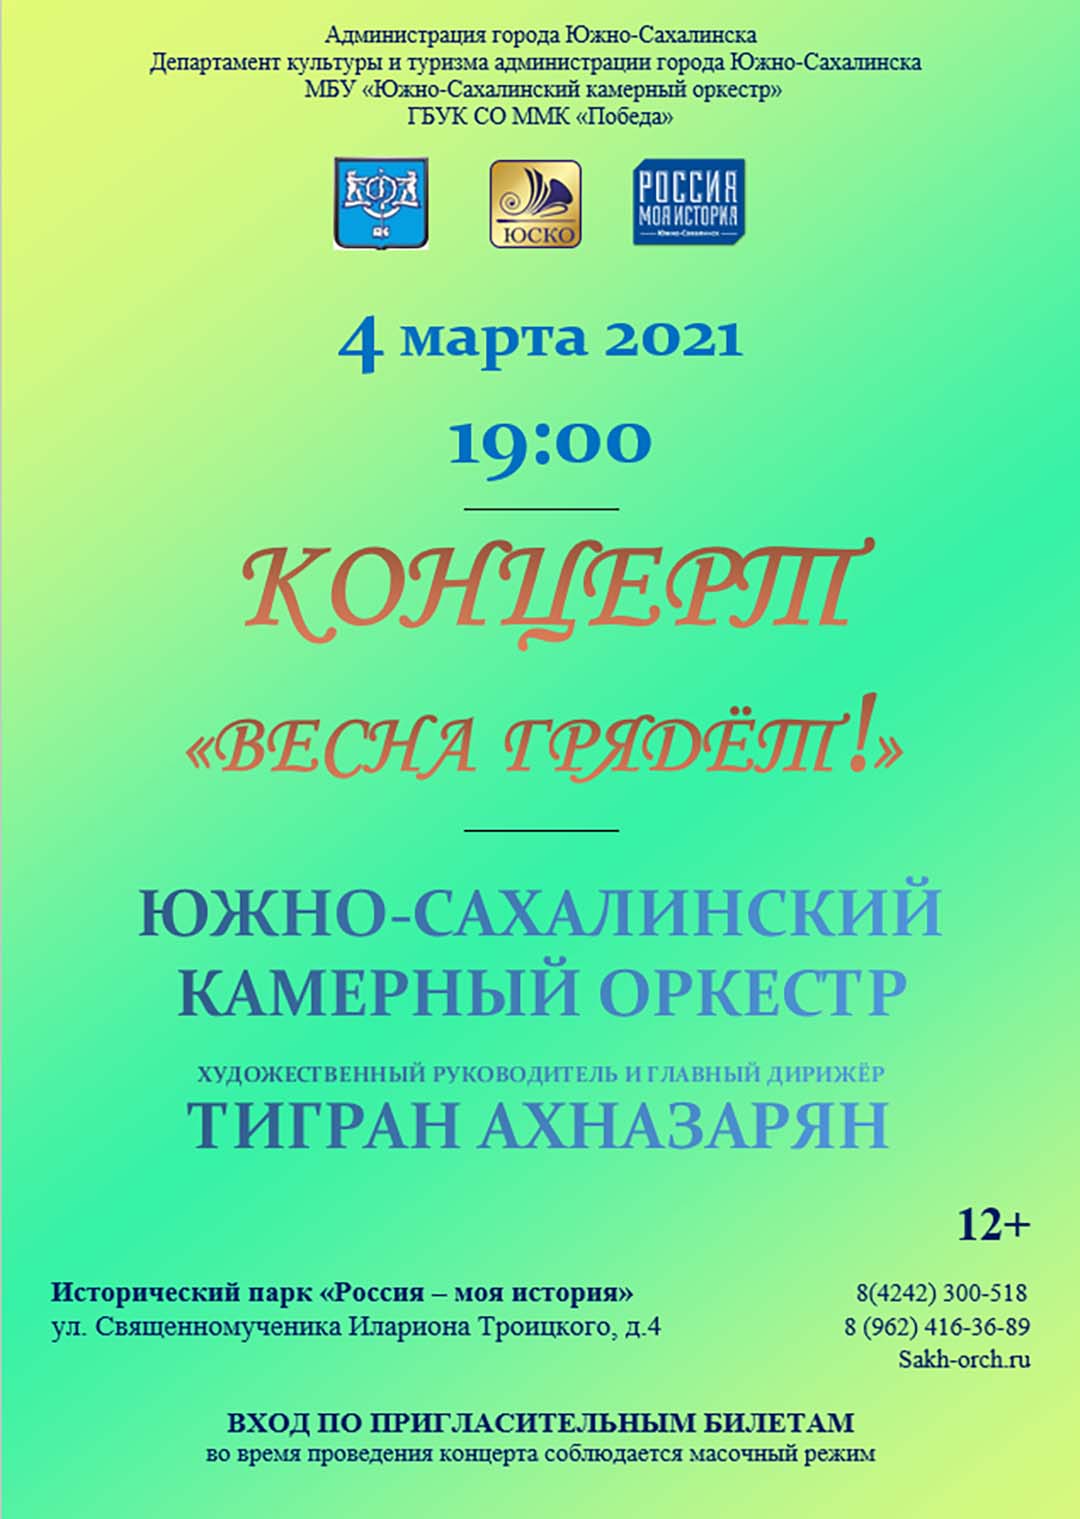 Администрация города Южно-Сахалинска
Департамент культуры и туризма администрации города Южно-Сахалинска
МБУ «Южно-Сахалинский камерный оркестр»
ГБУК СО ММК «Победа»
ЮСКО
РОССИЯ
МОЯ ИСТОРИЯ
Южно-Сахалинск
4 марта 2021
19:00
КОНЦЕРТ
«ВЕСНА ГРЯДЁТ!»
ЮЖНО-САХАЛИНСКИЙ
КАМЕРНЫЙ ОРКЕСТР
ХУДОЖЕСТВЕННЫЙ РУКОВОДИТЕЛЬ И ГЛАВНЫЙ ДИРИЖЁР
ТИГРАН АХНАЗАРЯН
12+
Исторический парк «Россия – моя история»
8(4242) 300-518
ул. Священномученика Илариона Троицкого, д.4
8 (962) 416-36-89
Sakh-orch.ru
ВХОД ПО ПРИГЛАСИТЕЛЬНЫМ БИЛЕТАМ
во время проведения концерта соблюдается масочный режим